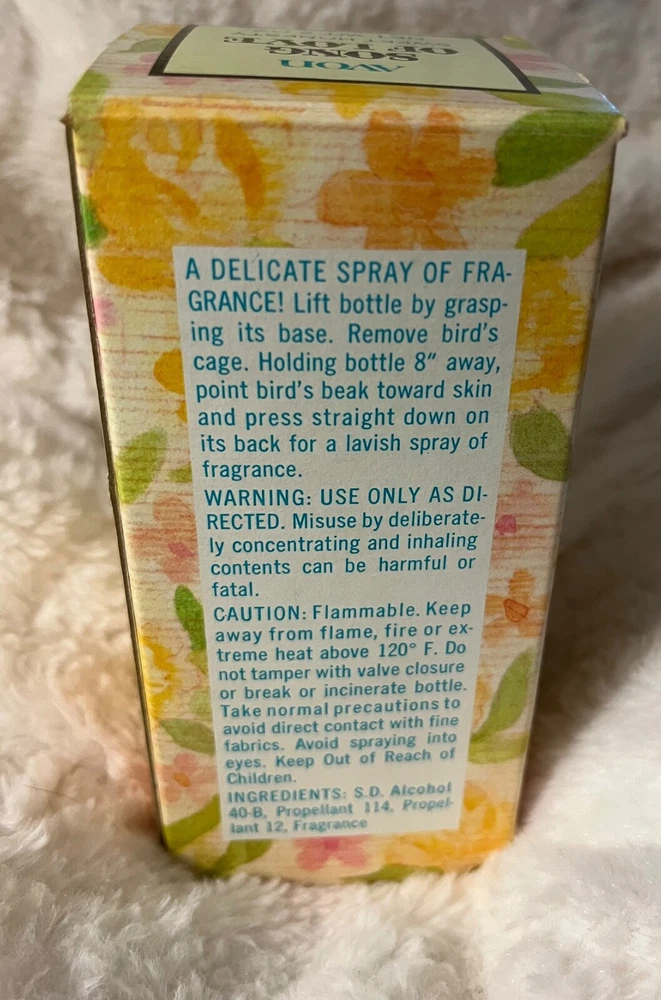 AVON
SONG
OF LOVE
A DELICATE SPRAY OF FRA-
GRANCE! Lift bottle by grasp-
ing its base. Remove bird's
cage. Holding bottle 8" away,
point bird's beak toward skin
and press straight down on
its back for a lavish spray of
fragrance.
WARNING: USE ONLY AS DI-
RECTED. Misuse by deliberate-
ly concentrating and inhaling
contents can be harmful or
fatal.
CAUTION: Flammable. Keep
away from flame, fire or ex-
treme heat above 120° F. Do
not tamper with valve closure
or break or incinerate bottle.
Take normal precautions to
avoid direct contact with fine
fabrics. Avoid spraying into
eyes. Keep Out of Reach of
Children.
INGREDIENTS: S.D. Alcohol
40-B, Propellant 114, Propel-
lant 12, Fragrance